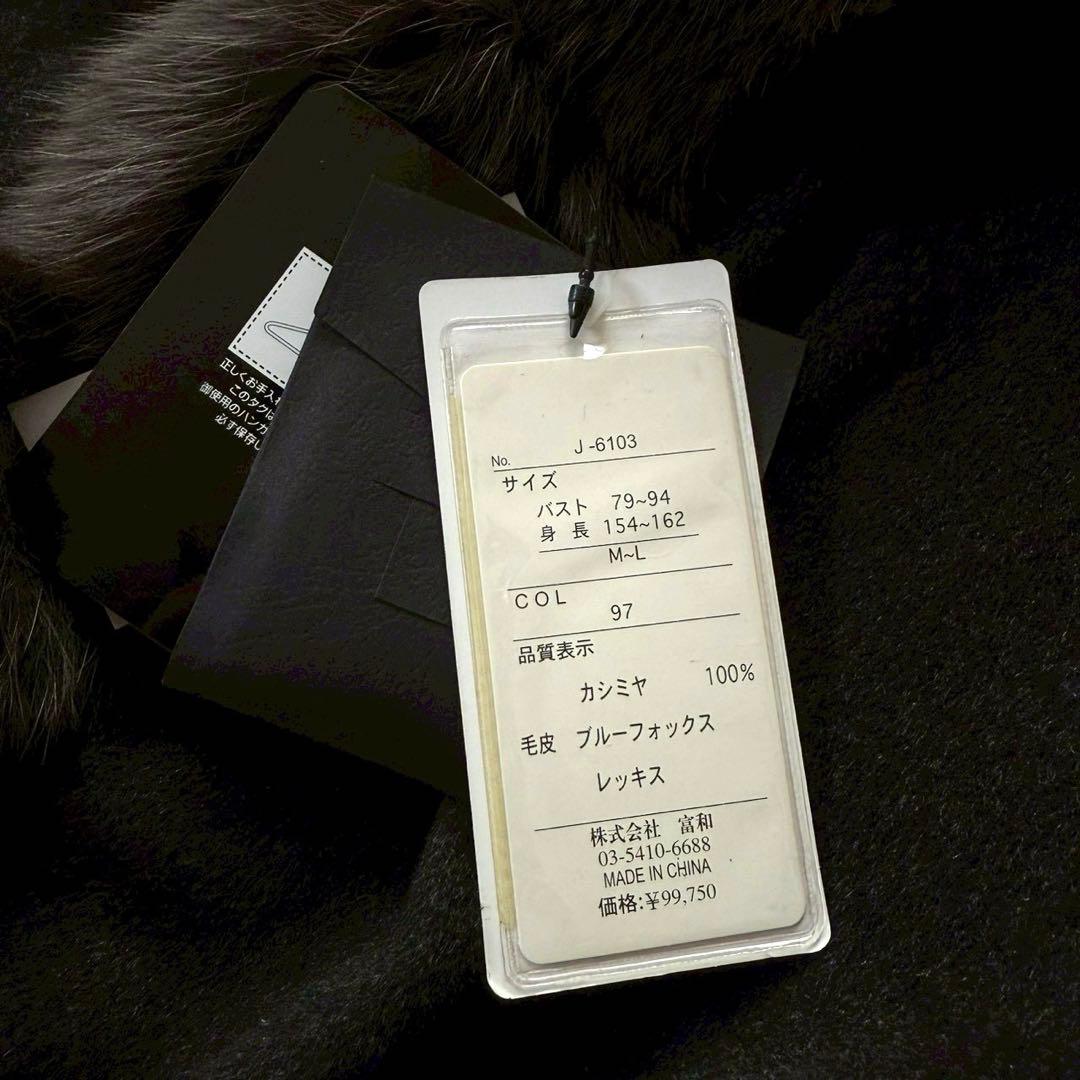 正しくお手入
このタグは
御使用のハンガ
必ず保存し
No. J-6103
サイズ
バスト 79~94
身長 154~162
M~L
COL
97
品質表示
カシミヤ 100%
毛皮 ブルーフォックス
レッキス
株式会社 富和
03-5410-6688
MADE IN CHINA
価格:¥99,750